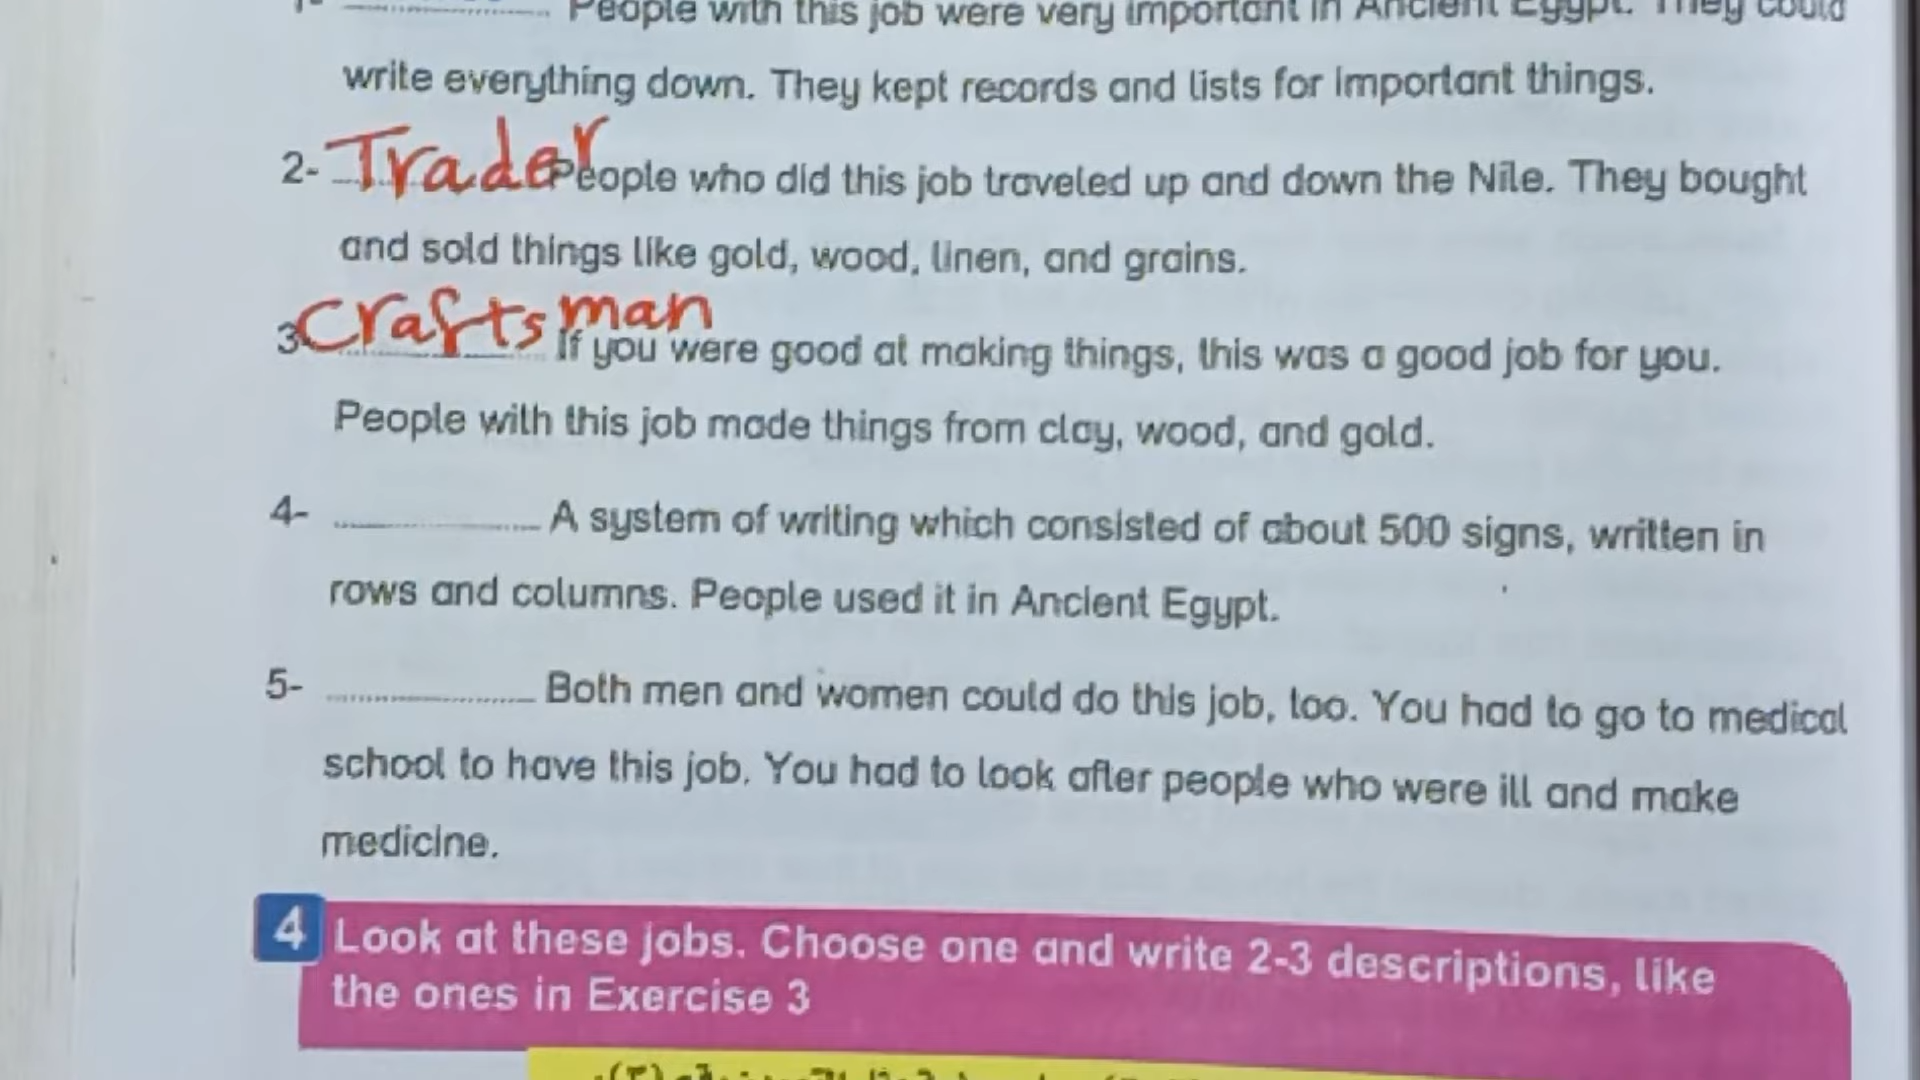 1- ............ People with this job were very important in Ancient Egypt. They could
write everything down. They kept records and lists for important things.
2- Trader People who did this job traveled up and down the Nile. They bought
and sold things like gold, wood, linen, and grains.
3- Craftsman If you were good at making things, this was a good job for you.
People with this job made things from clay, wood, and gold.
4- ............ A system of writing which consisted of about 500 signs, written in
rows and columns. People used it in Ancient Egypt.
5- ............ Both men and women could do this job, too. You had to go to medical
school to have this job. You had to look after people who were ill and make
medicine.
4 Look at these jobs. Choose one and write 2-3 descriptions, like
the ones in Exercise 3